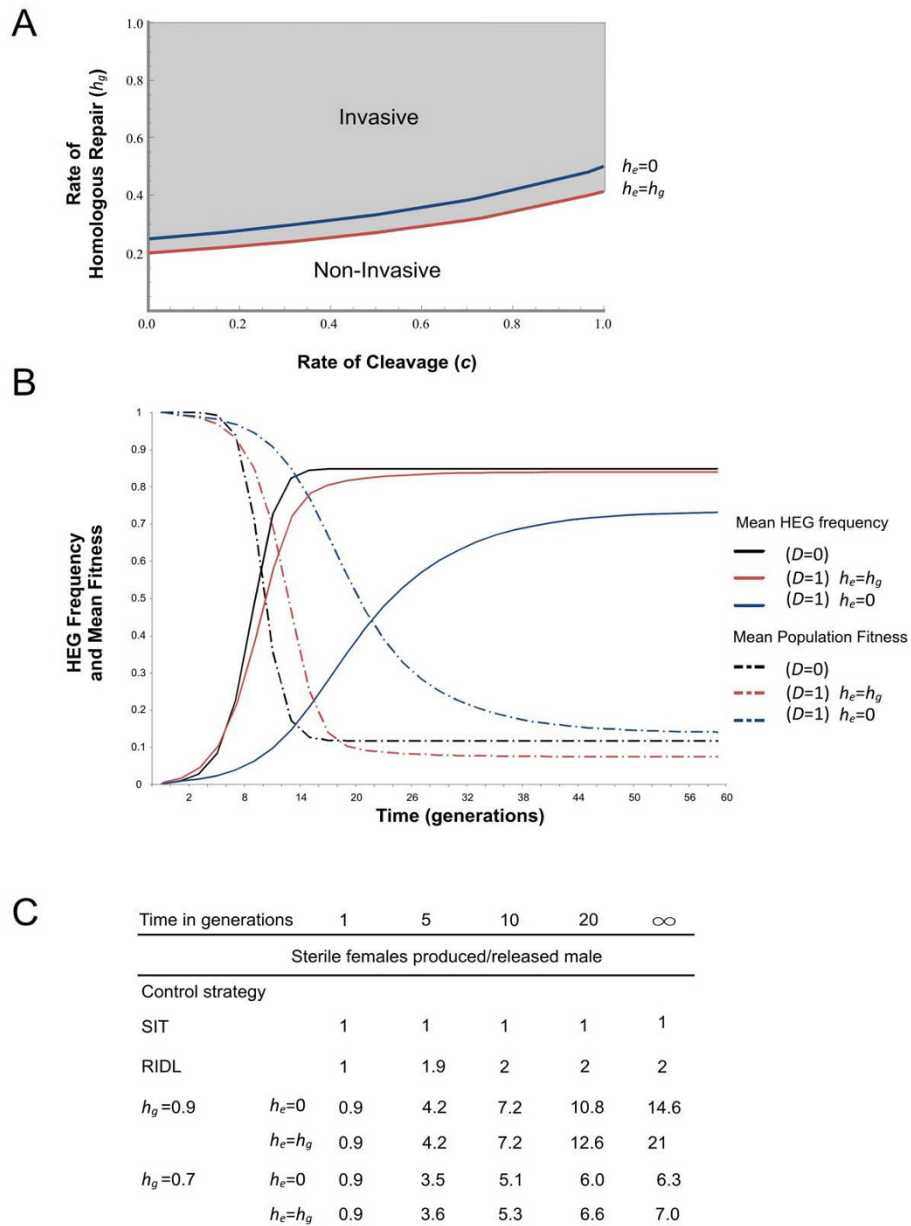 A
Rate of
Homologous Repair (hg)
1.0
0.8
0.6
0.4
0.2
Invasive
Non-Invasive
he=0
he=hg
0.0 0.2 0.4 0.6 0.8 1.0
Rate of Cleavage (c)
B
HEG Frequency
and Mean Fitness
1
0.9
0.8
0.7
0.6
0.5
0.4
0.3
0.2
0.1
0
2 8 14 20 26 32 38 44 56 60
Time (generations)
Mean HEG frequency
(D=0)
(D=1) he=hg
(D=1) he=0
Mean Population Fitness
(D=0)
(D=1) he=hg
(D=1) he=0
C
Time in generations 1 5 10 20 ∞
Sterile females produced/released male
Control strategy
SIT 1 1 1 1 1
RIDL 1 1.9 2 2 2
hg=0.9 he=0 0.9 4.2 7.2 10.8 14.6
he=hg 0.9 4.2 7.2 12.6 21
hg=0.7 he=0 0.9 3.5 5.1 6.0 6.3
he=hg 0.9 3.6 5.3 6.6 7.0